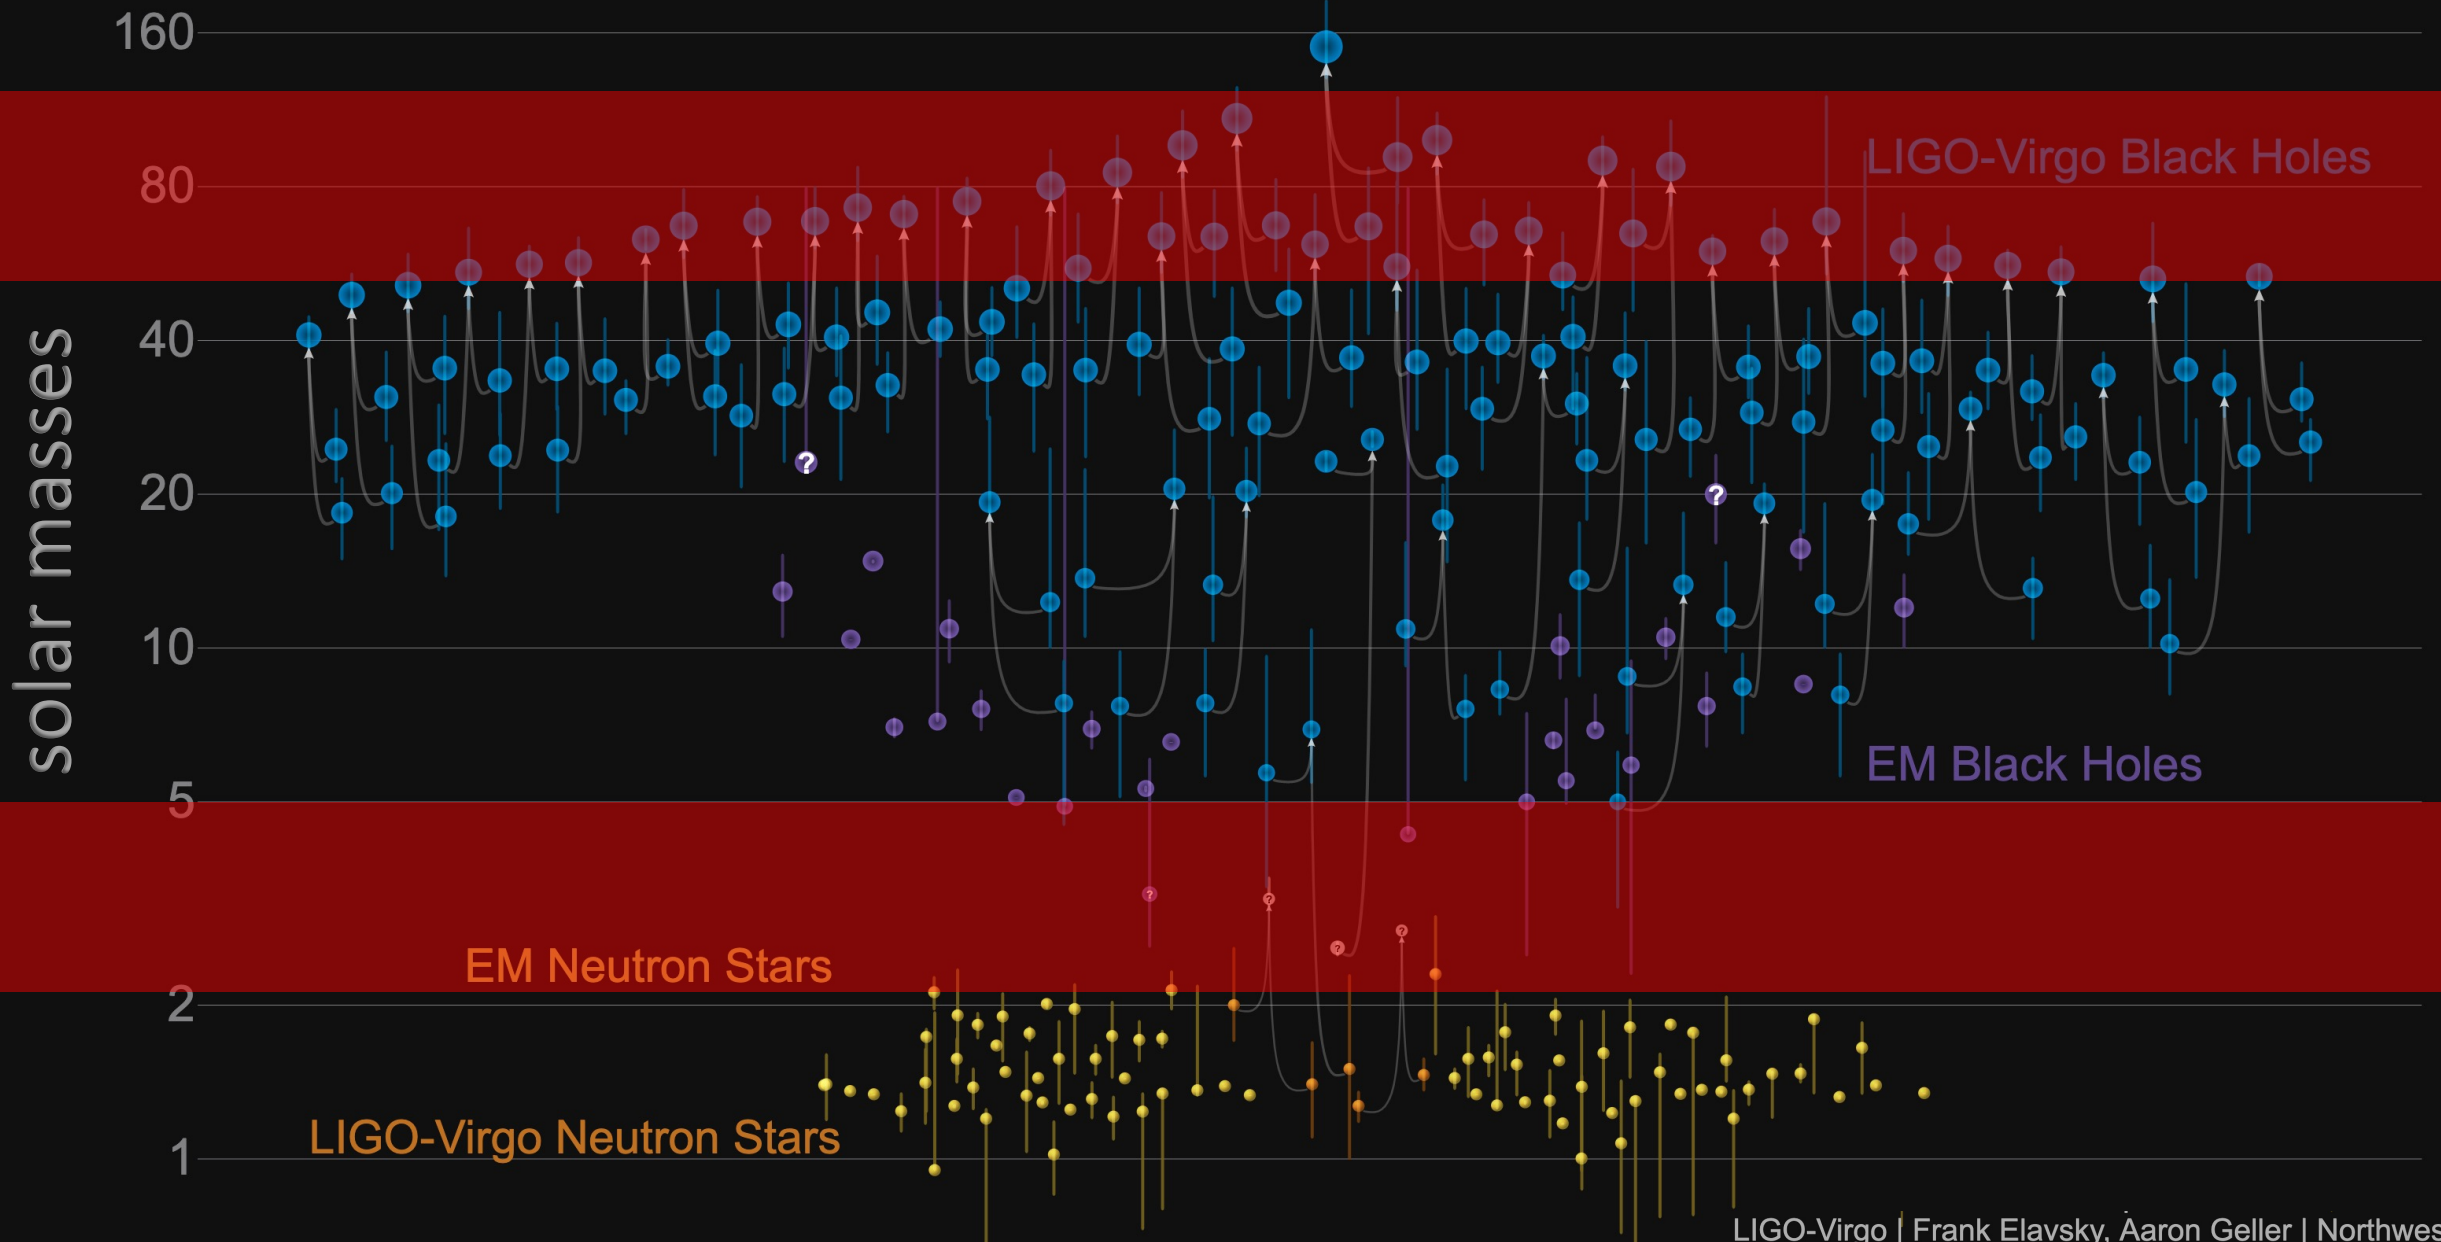 160
LIGO-Virgo Black Holes
80
solar masses
40
20
?
?
10
EM Black Holes
5
?
?
?
?
EM Neutron Stars
2
LIGO-Virgo Neutron Stars
1
LIGO-Virgo | Frank Elavsky, Aaron Geller | Northwes